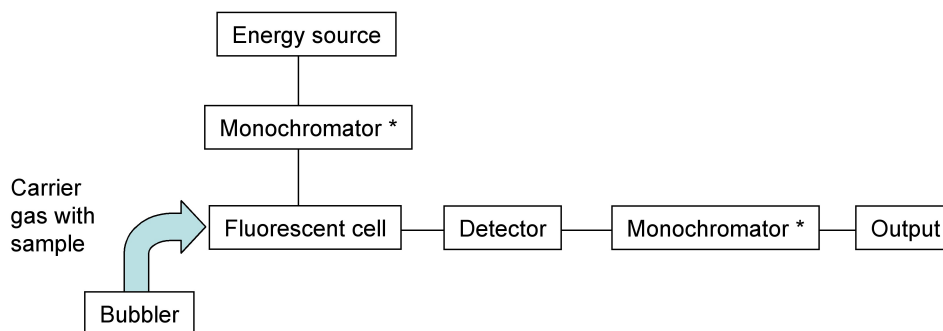 Energy source
Monochromator *
Carrier
gas with
sample
Fluorescent cell
Detector
Monochromator *
Output
Bubbler